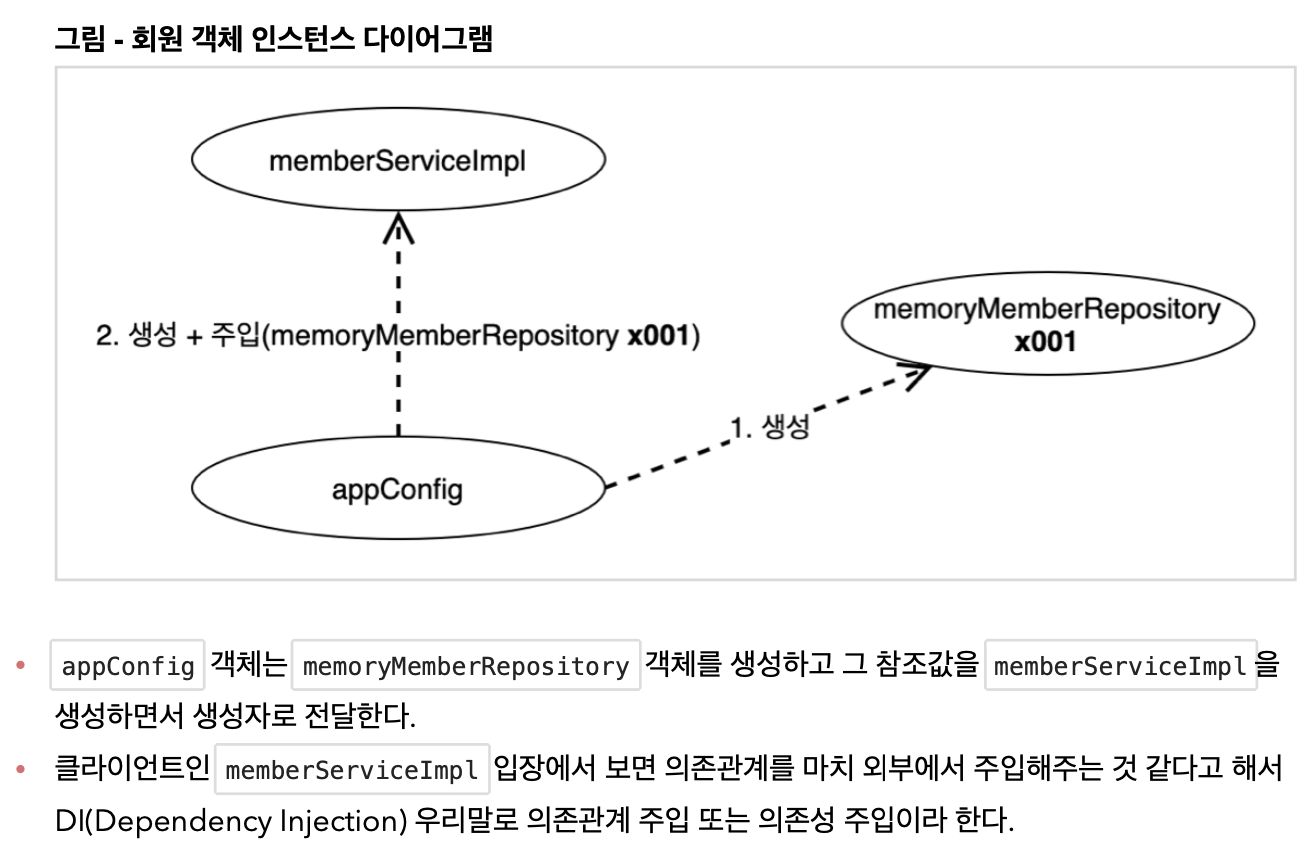 그림 - 회원 객체 인스턴스 다이어그램
memberServiceImpl
memoryMemberRepository
x001
2. 생성 + 주입(memoryMemberRepository x001)
1. 생성
appConfig
• appConfig 객체는 memoryMemberRepository 객체를 생성하고 그 참조값을 memberServiceImpl 을
생성하면서 생성자로 전달한다.
• 클라이언트인 memberServiceImpl 입장에서 보면 의존관계를 마치 외부에서 주입해주는 것 같다고 해서
DI(Dependency Injection) 우리말로 의존관계 주입 또는 의존성 주입이라 한다.